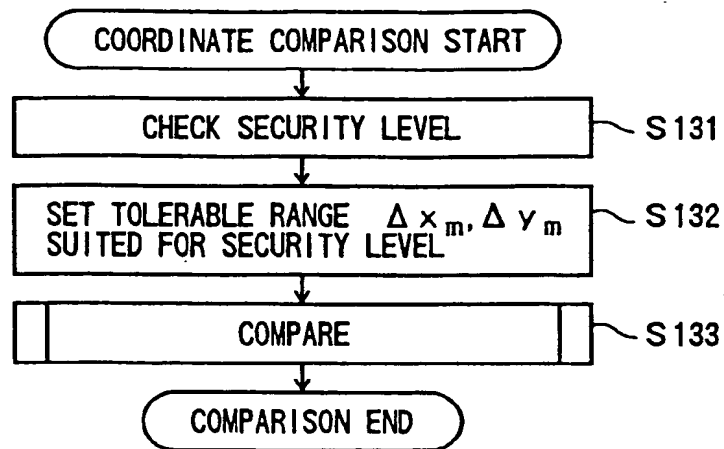 COORDINATE COMPARISON START
CHECK SECURITY LEVEL
S131
SET TOLERABLE RANGE Δxm, Δym
SUITED FOR SECURITY LEVEL
S132
COMPARE
S133
COMPARISON END